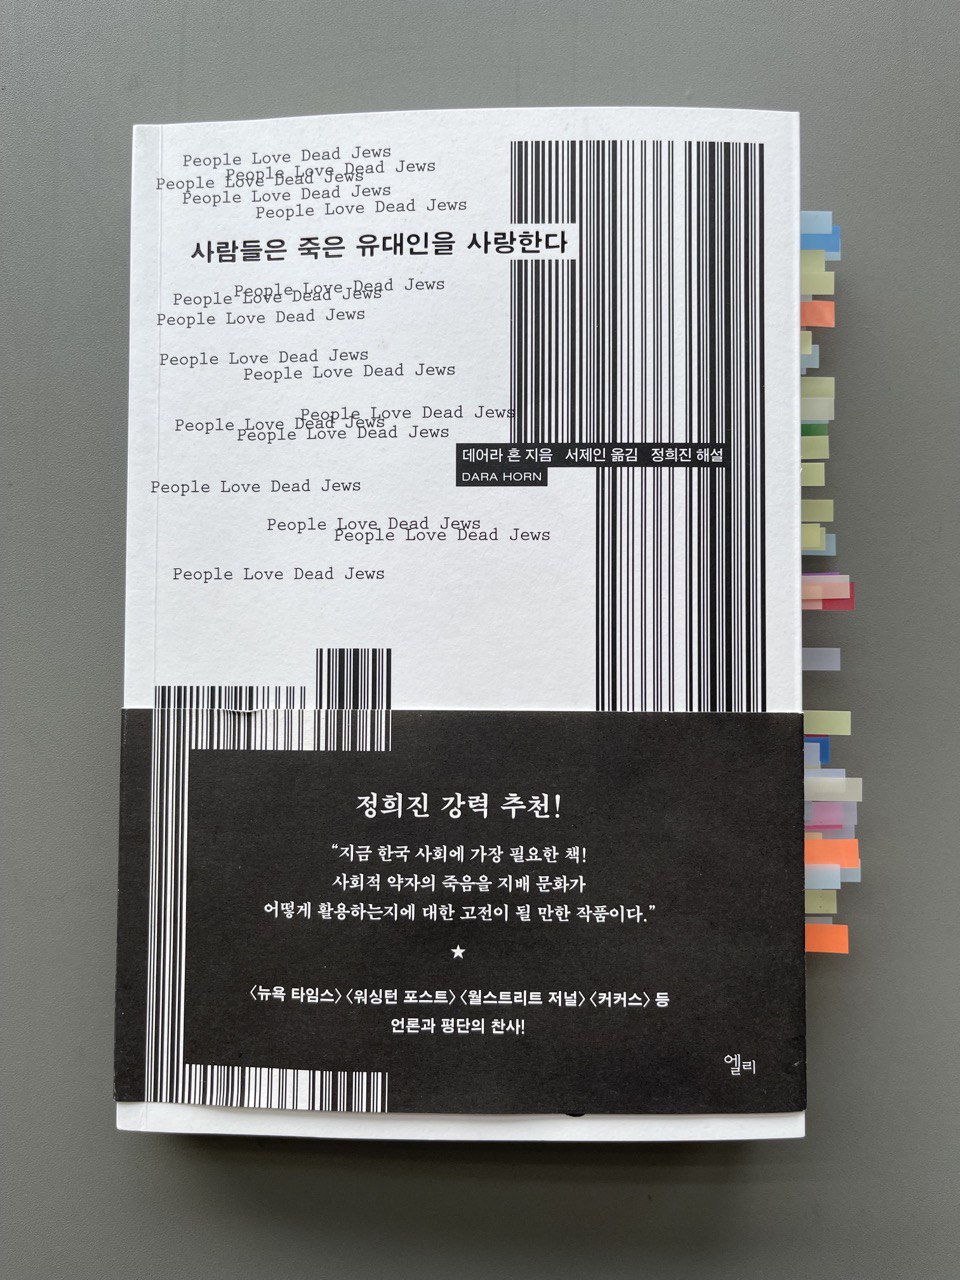 People Love Dead Jews
People Love Dead Jews
People Love Dead Jews
People Love Dead Jews
People Love Dead Jews
사람들은 죽은 유대인을 사랑한다
People Love Dead Jews
People Love Dead Jews
People Love Dead Jews
People Love Dead Jews
People Love Dead Jews
People Love Dead Jews
People Love Dead Jews
People Love Dead Jews
데어라 혼 지음 서제인 옮김 정희진 해설
DARA HORN
People Love Dead Jews
People Love Dead Jews
People Love Dead Jews
People Love Dead Jews
정희진 강력 추천!
“지금 한국 사회에 가장 필요한 책!
사회적 약자의 죽음을 지배 문화가
어떻게 활용하는지에 대한 고전이 될 만한 작품이다.”
〈뉴욕 타임스〉 〈워싱턴 포스트〉 〈월스트리트 저널〉 〈커커스〉 등
언론과 평단의 찬사!
엘리